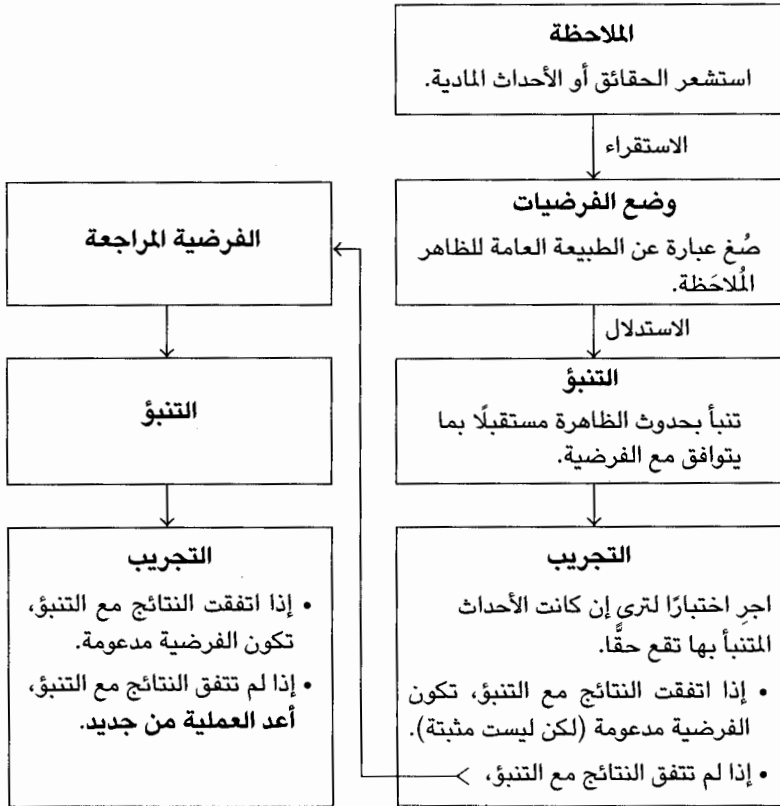 الملاحظة
استشعر الحقائق أو الأحداث المادية.
الاستقراء
وضع الفرضيات
صُغ عبارة عن الطبيعة العامة للظاهر
المُلاحَظة.
الاستدلال
التنبؤ
تنبأ بحدوث الظاهرة مستقبلًا بما
يتوافق مع الفرضية.
التجريب
اجرِ اختبارًا لترى إن كانت الأحداث
المتنبأ بها تقع حقًّا.
• إذا اتفقت النتائج مع التنبؤ، تكون
الفرضية مدعومة (لكن ليست مثبتة).
• إذا لم تتفق النتائج مع التنبؤ،
الفرضية المراجعة
التنبؤ
التجريب
• إذا اتفقت النتائج مع التنبؤ،
تكون الفرضية مدعومة.
• إذا لم تتفق النتائج مع التنبؤ،
أعد العملية من جديد.